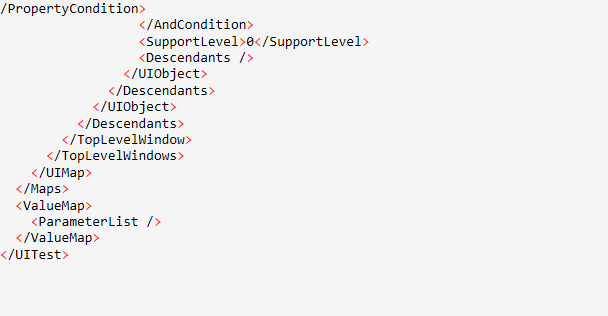 /PropertyCondition>
</AndCondition>
<SupportLevel>0</SupportLevel>
<Descendants />
</UIObject>
</Descendants>
</UIObject>
</Descendants>
</TopLevelWindow>
</TopLevelWindows>
</UIMap>
</Maps>
<ValueMap>
<ParameterList />
</ValueMap>
</UITest>